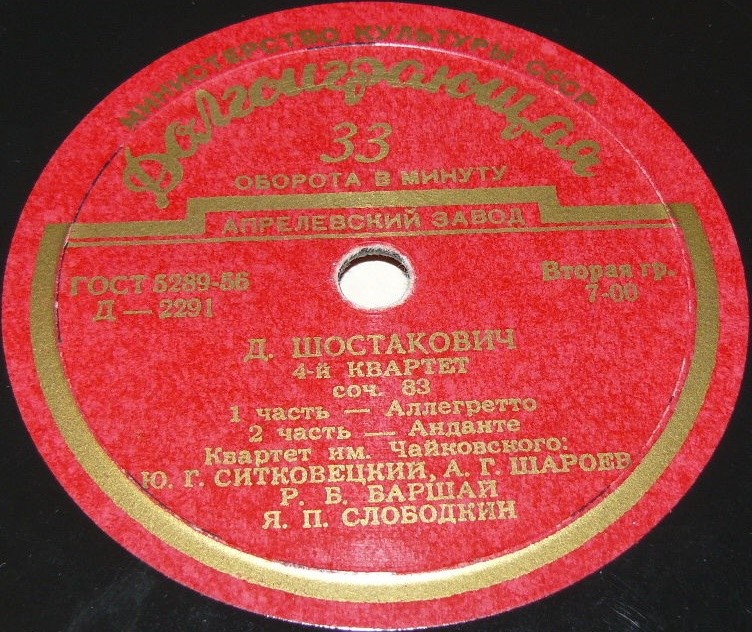 МИНИСТЕРСТВО КУЛЬТУРЫ СССР
Долгоиграющая
33
ОБОРОТА В МИНУТУ
АПРЕЛЕВСКИЙ ЗАВОД
ГОСТ 5289-56
Д — 2291
Вторая гр.
7-00
Д. ШОСТАКОВИЧ
4-й КВАРТЕТ
соч. 83
1 часть — Аллегретто
2 часть — Анданте
Квартет им. Чайковского:
Ю. Г. СИТКОВЕЦКИЙ, А. Г. ШАРОЕВ
Р. Б. БАРШАЙ
Я. П. СЛОБОДКИН